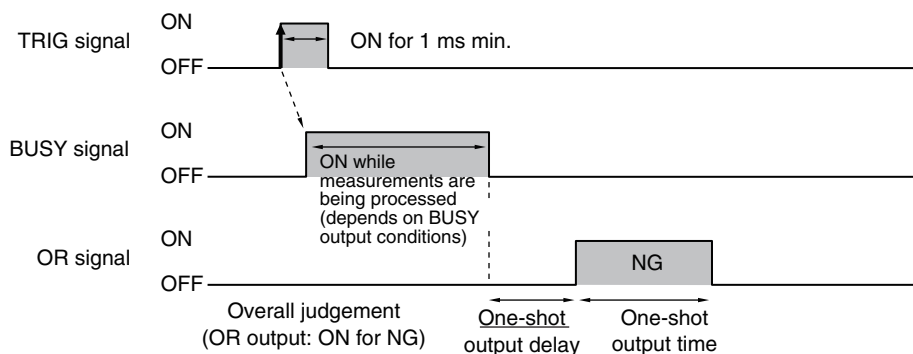 ON
TRIG signal
ON for 1 ms min.
OFF
ON
BUSY signal
ON while
measurements are
being processed
(depends on BUSY
output conditions)
OFF
ON
OR signal
NG
OFF
Overall judgement
(OR output: ON for NG)
One-shot
output delay
One-shot
output time